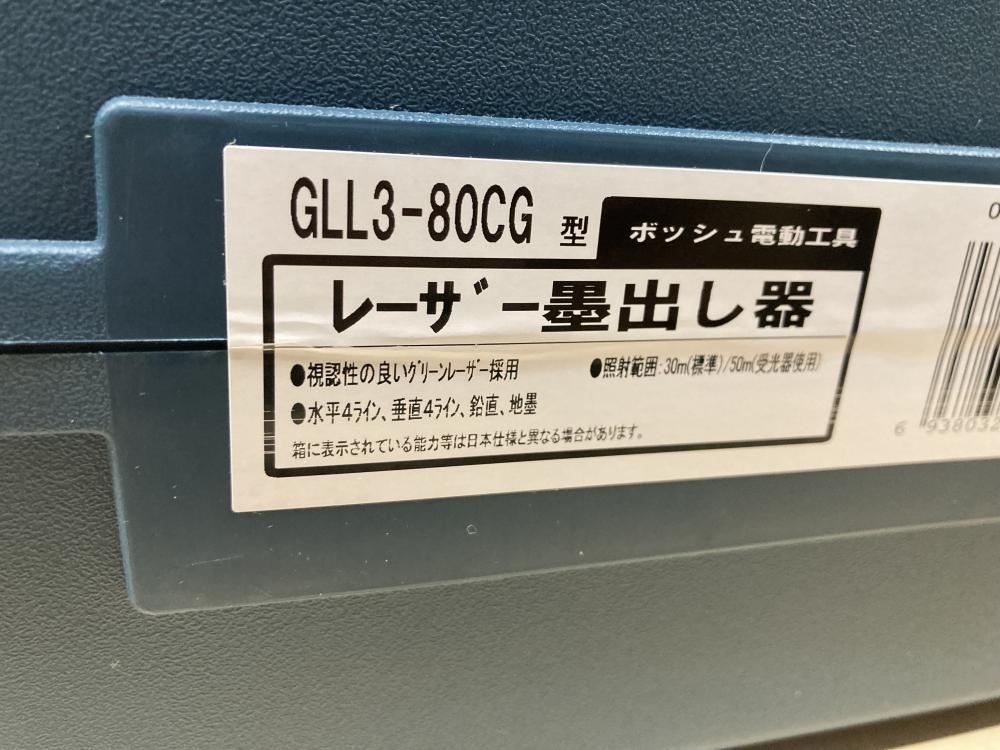 GLL3-80CG 型
ボッシュ電動工具
レーザー墨出し器
●視認性の良いグリーンレーザー採用
●照射範囲:30m(標準)/50m(受光器使用)
●水平4ライン、垂直4ライン、鉛直、地墨
箱に表示されている能力等は日本仕様と異なる場合があります。
0
6 938032